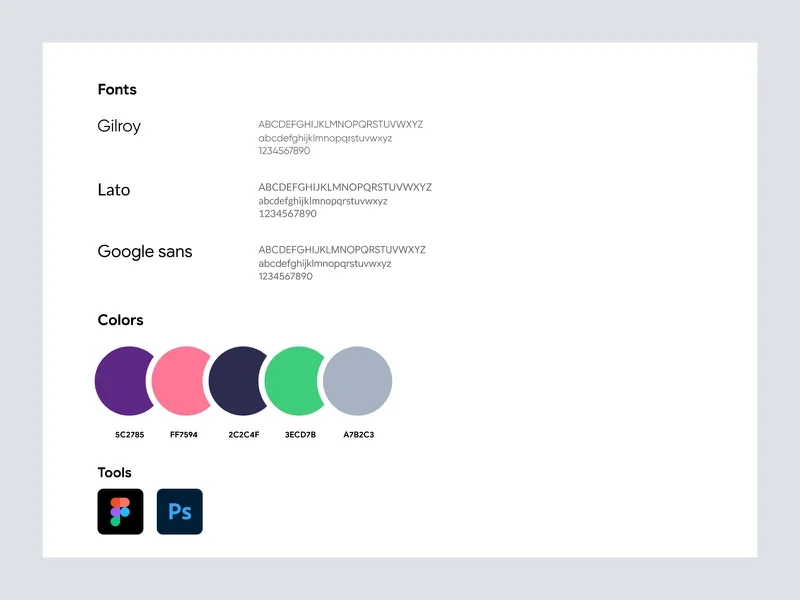 Fonts
Gilroy
ABCDEFGHIJKLMNOPQRSTUVWXYZ
abcdefghijklmnopqrstuvwxyz
1234567890
Lato
ABCDEFGHIJKLMNOPQRSTUVWXYZ
abcdefghijklmnopqrstuvwxyz
1234567890
Google sans
ABCDEFGHIJKLMNOPQRSTUVWXYZ
abcdefghijklmnopqrstuvwxyz
1234567890
Colors
5C2785 FF7594 2C2C4F 3ECD7B A7B2C3
Tools
Ps